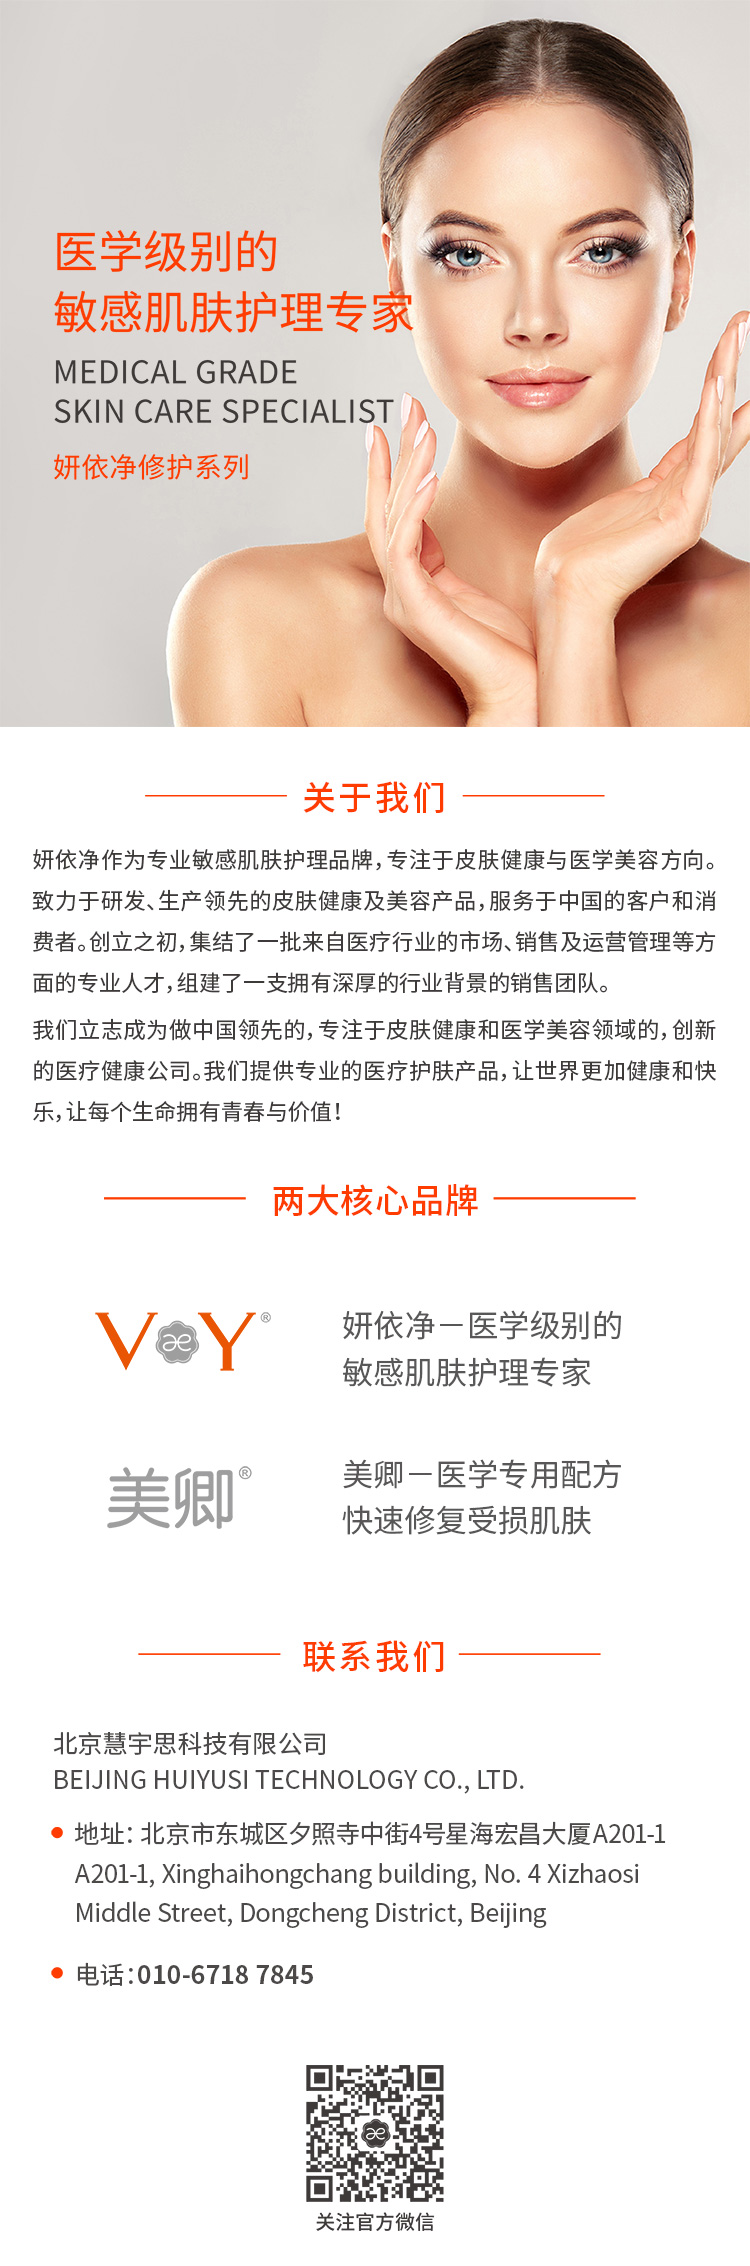 医学级别的
敏感肌肤护理专家
MEDICAL GRADE
SKIN CARE SPECIALIST
妍依净修护系列
关于我们
妍依净作为专业敏感肌肤护理品牌，专注于皮肤健康与医学美容方向。
致力于研发、生产领先的皮肤健康及美容产品，服务于中国的客户和消
费者。创立之初，集结了一批来自医疗行业的市场、销售及运营管理等方
面的专业人才，组建了一支拥有深厚的行业背景的销售团队。
我们立志成为做中国领先的，专注于皮肤健康和医学美容领域的，创新
的医疗健康公司。我们提供专业的医疗护肤产品，让世界更加健康和快
乐，让每个生命拥有青春与价值！
两大核心品牌
VæY®
妍依净－医学级别的
敏感肌肤护理专家
美卿®
美卿－医学专用配方
快速修复受损肌肤
联系我们
北京慧宇思科技有限公司
BEIJING HUIYUSI TECHNOLOGY CO., LTD.
地址：北京市东城区夕照寺中街4号星海宏昌大厦A201-1
A201-1, Xinghaihongchang building, No. 4 Xizhaosi
Middle Street, Dongcheng District, Beijing
电话：010-6718 7845
æ
关注官方微信